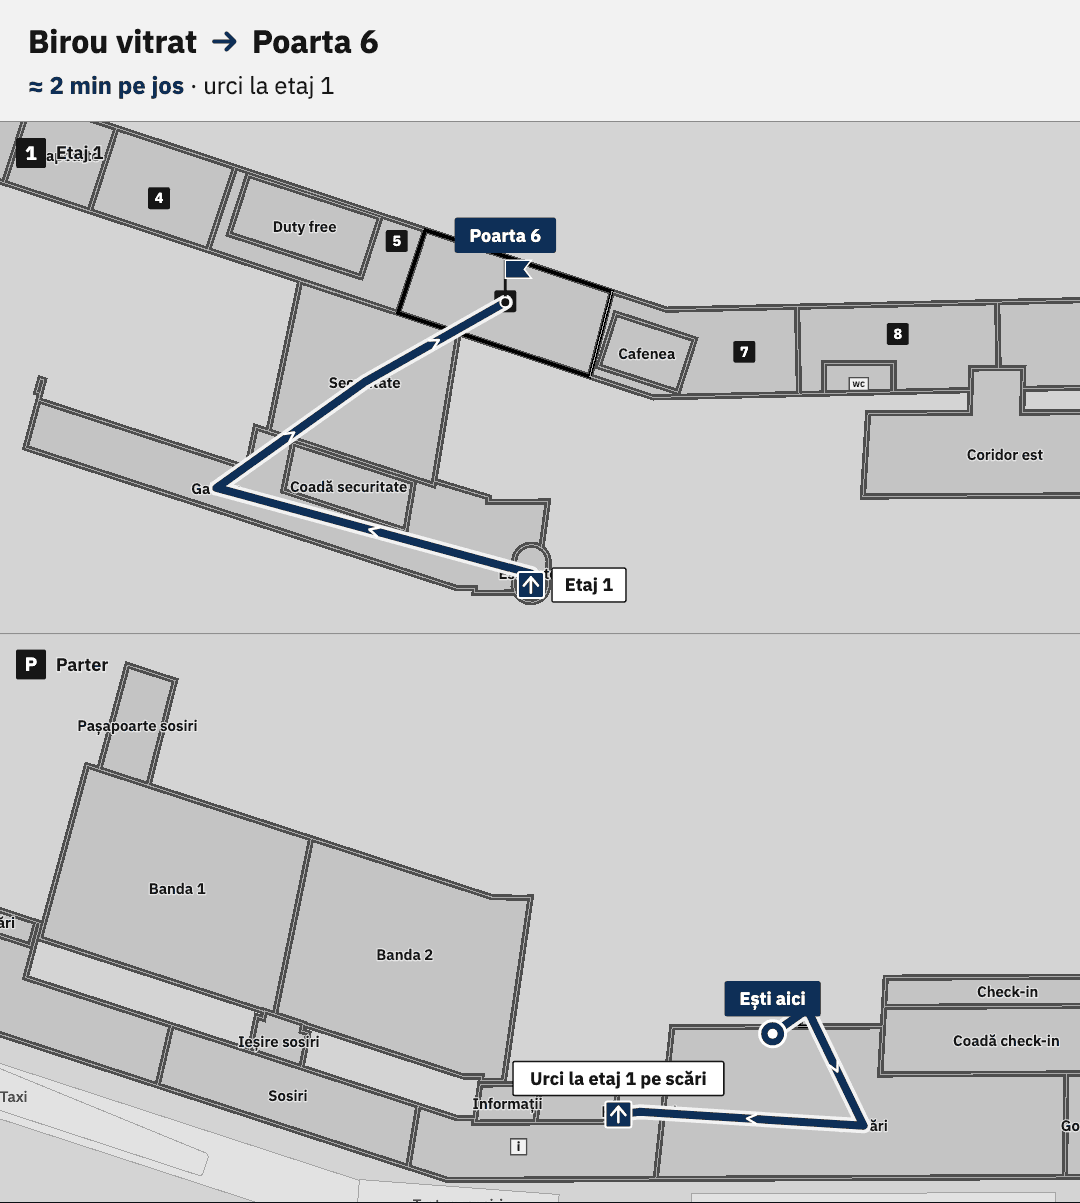 Birou vitrat → Poarta 6
≈ 2 min pe jos · urci la etaj 1
1 Etaj 1
4
Duty free
5
Poarta 6
Cafenea
7
8
wc
Coridor est
Coadă securitate
Etaj 1
P Parter
Pașapoarte sosiri
Banda 1
Banda 2
Ești aici
Check-in
Coadă check-in
Ieșire sosiri
Urci la etaj 1 pe scări
Sosiri
Informații
i
Taxi